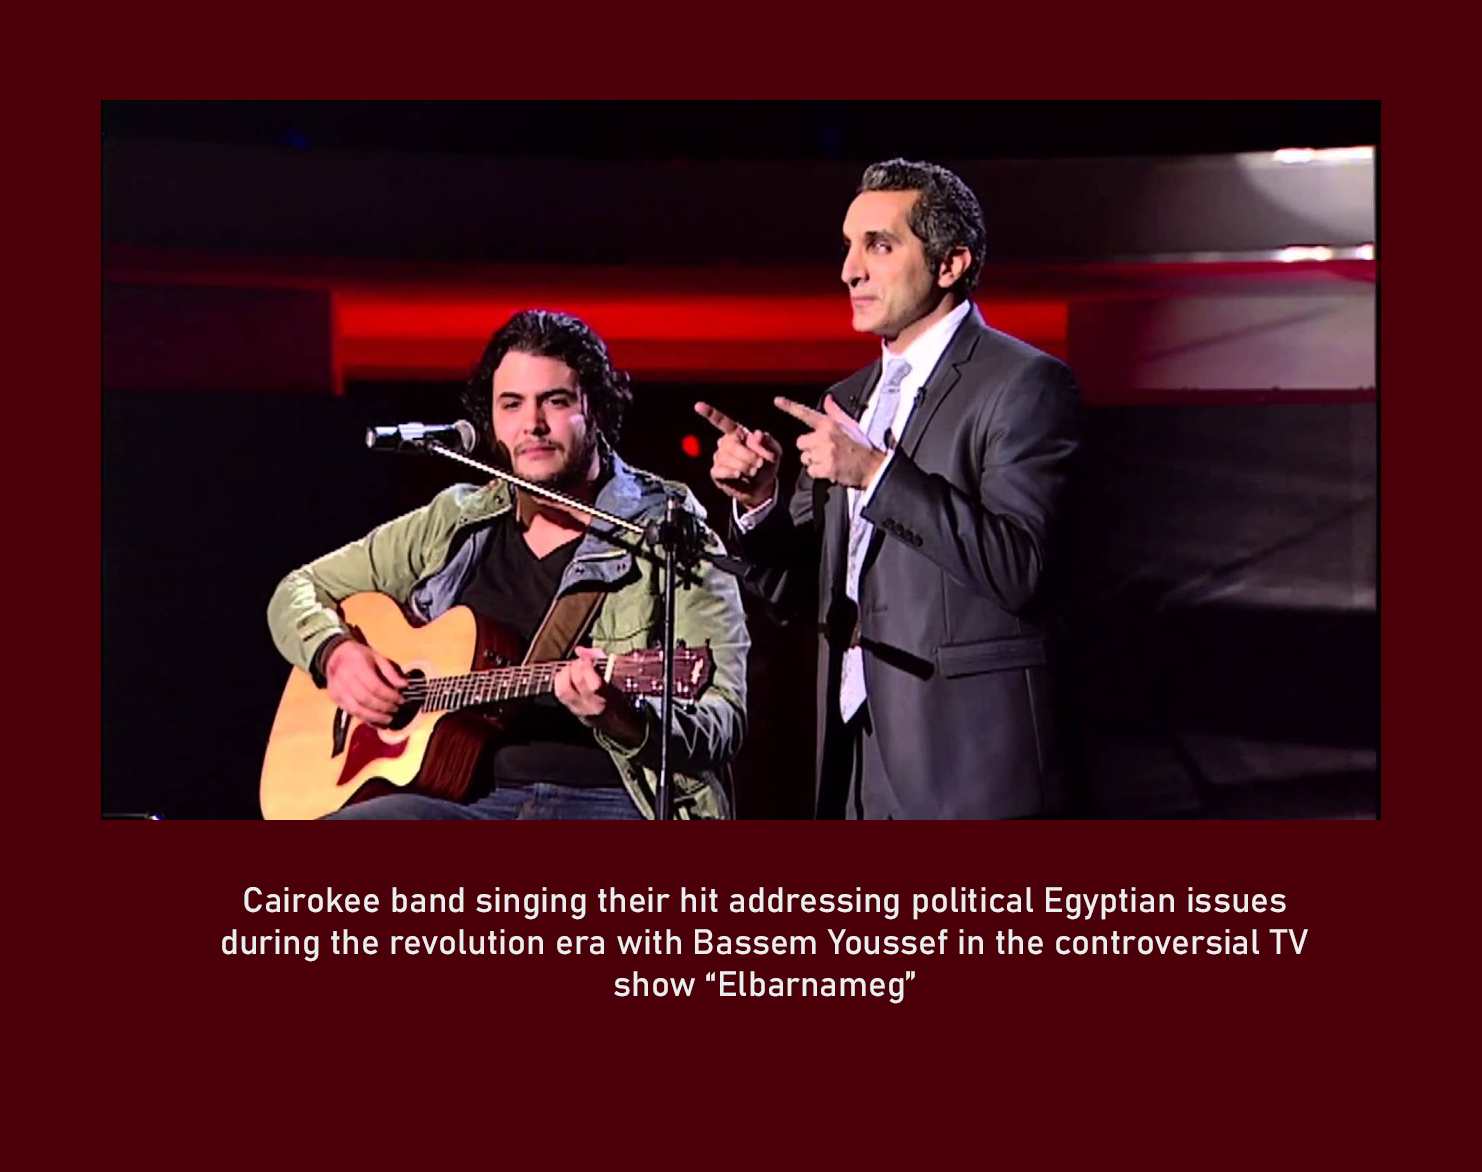 Cairokee band singing their hit addressing political Egyptian issues
during the revolution era with Bassem Youssef in the controversial TV
show “Elbarnameg”